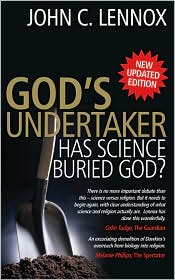 JOHN C. LENNOX
NEW
UPDATED
EDITION
GOD'S
UNDERTAKER
HAS SCIENCE
BURIED GOD?
There is no more important debate than
this – science versus religion. But it needs
to begin again, with clear understanding of what
science and religion actually are. Lennox has
done this wonderfully.
Colin Tudge, The Guardian
An excoriating demolition of Dawkins's
overreach from biology into religion.
Melanie Phillips, The Spectator